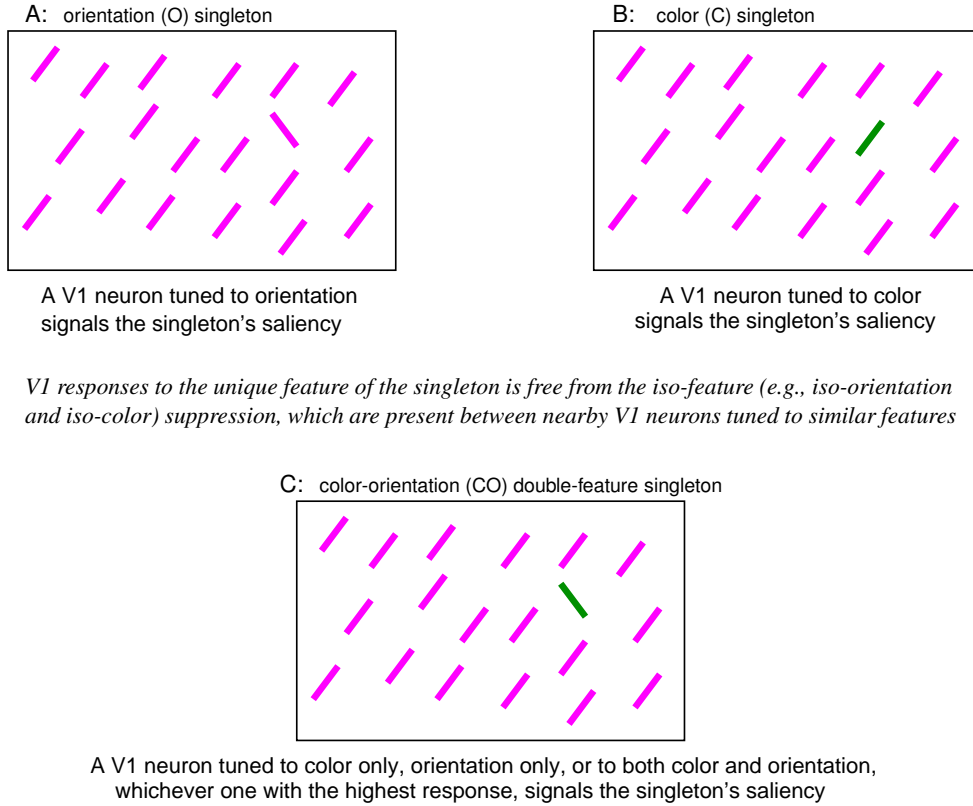 A: orientation (O) singleton
B: color (C) singleton
A V1 neuron tuned to orientation
signals the singleton's saliency
A V1 neuron tuned to color
signals the singleton's saliency
V1 responses to the unique feature of the singleton is free from the iso-feature (e.g., iso-orientation
and iso-color) suppression, which are present between nearby V1 neurons tuned to similar features
C: color-orientation (CO) double-feature singleton
A V1 neuron tuned to color only, orientation only, or to both color and orientation,
whichever one with the highest response, signals the singleton's saliency